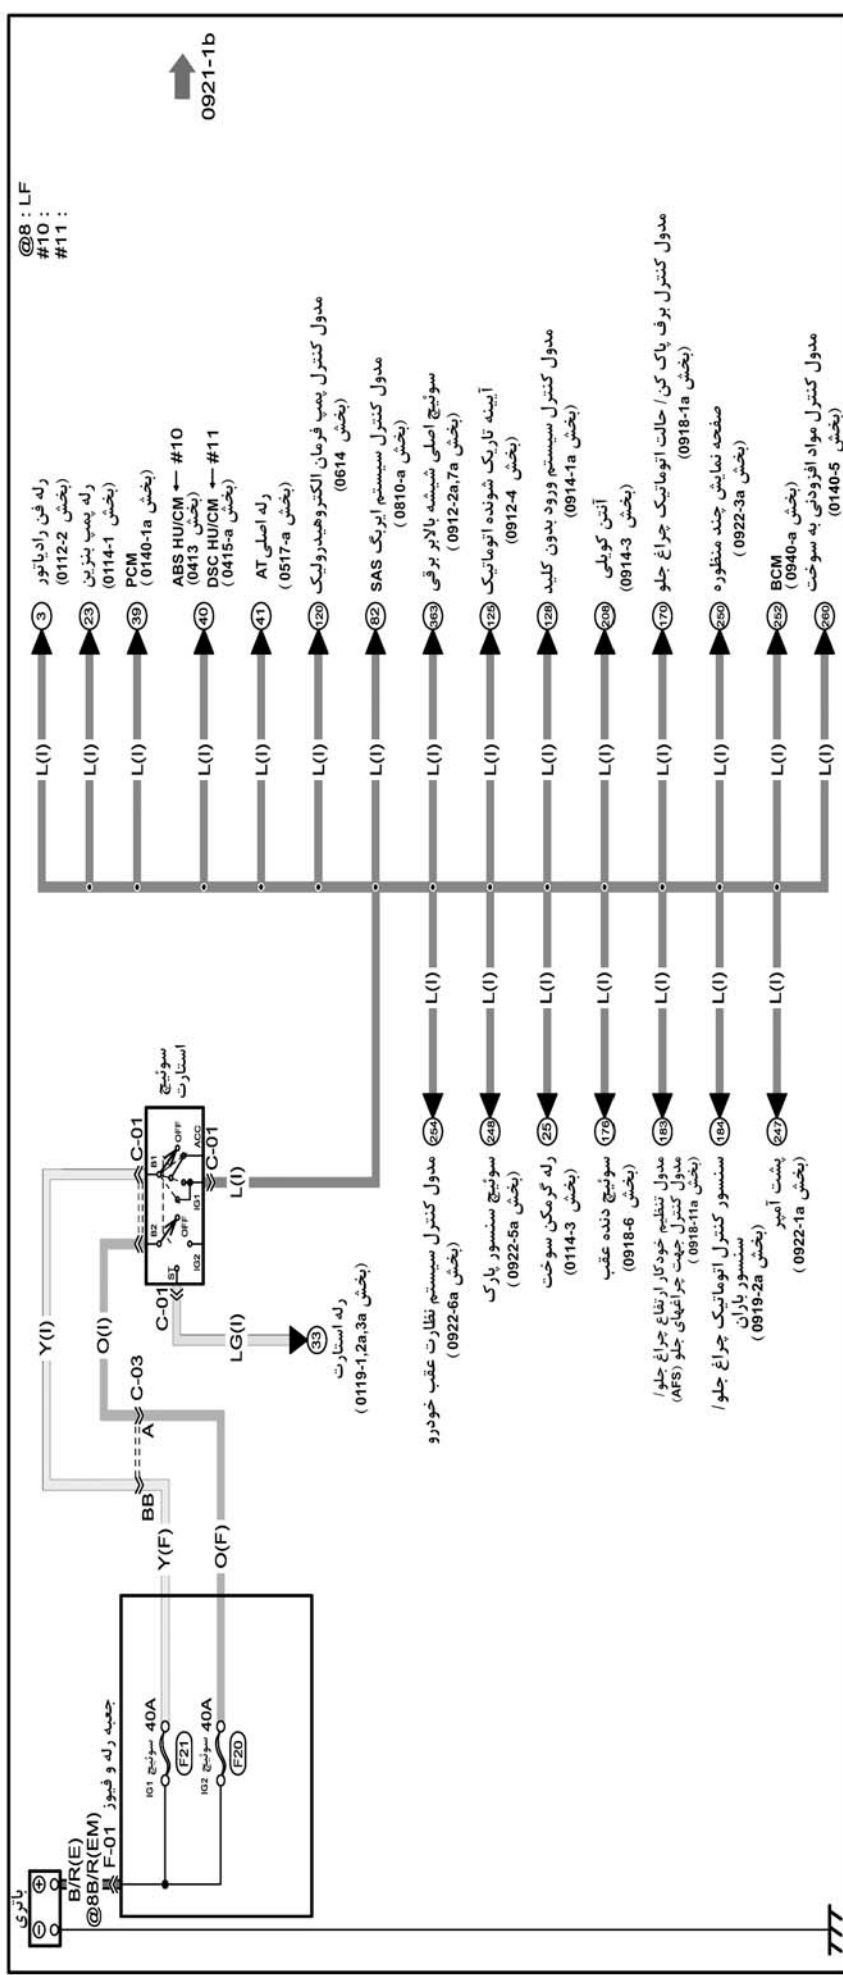 باتری
B/R(E)
@8B/R(EM)
F-01
جعبه رله و فیوز
IG1 سوئیچ 40A
F21
IG2 سوئیچ 40A
F20
Y(F)
O(F)
BB
A
C-03
Y(I)
O(I)
C-01
سوئیچ
استارت
B2
B1
OFF
OFF
ST
IG2
IG1
ACC
C-01
C-01
LG(I)
L(I)
33
رله استارت
(بخش 0119-1,2a,3a)
@8 : LF
#10 :
#11 :
0921-1b
L(I)
3
رله فن رادیاتور
(بخش 0112-2)
L(I)
23
رله پمپ بنزین
(بخش 0114-1)
L(I)
39
PCM
(بخش 0140-1a)
L(I)
40
ABS HU/CM ← #10
(بخش 0413)
DSC HU/CM ← #11
(بخش 0415-a)
L(I)
41
رله اصلی AT
(بخش 0517-a)
L(I)
120
مدول کنترل پمپ فرمان الکتروهیدرولیک
(بخش 0614)
L(I)
82
مدول کنترل سیستم ایربگ SAS
(بخش 0810-a)
L(I)
363
سوئیچ اصلی شیشه بالابر برقی
(بخش 0912-2a,7a)
L(I)
125
آیینه تاریک شونده اتوماتیک
(بخش 0912-4)
L(I)
128
مدول کنترل سیستم ورود بدون کلید
(بخش 0914-1a)
L(I)
208
آنتن کویلی
(بخش 0914-3)
L(I)
170
مدول کنترل برف پاک کن/ حالت اتوماتیک چراغ جلو
(بخش 0918-1a)
L(I)
250
صفحه نمایش چند منظوره
(بخش 0922-3a)
L(I)
252
BCM
(بخش 0940-a)
L(I)
260
مدول کنترل مواد افزودنی به سوخت
(بخش 0140-5)
L(I)
254
مدول کنترل سیستم نظارت عقب خودرو
(بخش 0922-6a)
L(I)
248
سوئیچ سنسور پارک
(بخش 0922-5a)
L(I)
25
رله گرمکن سوخت
(بخش 0114-3)
L(I)
176
سوئیچ دنده عقب
(بخش 0918-6)
L(I)
183
مدول تنظیم خودکار ارتفاع چراغ جلو/
مدول کنترل جهت چراغهای جلو (AFS)
(بخش 0918-11a)
L(I)
184
سنسور کنترل اتوماتیک چراغ جلو/
سنسور باران
(بخش 0919-2a)
L(I)
247
پشت آمپر
(بخش 0922-1a)